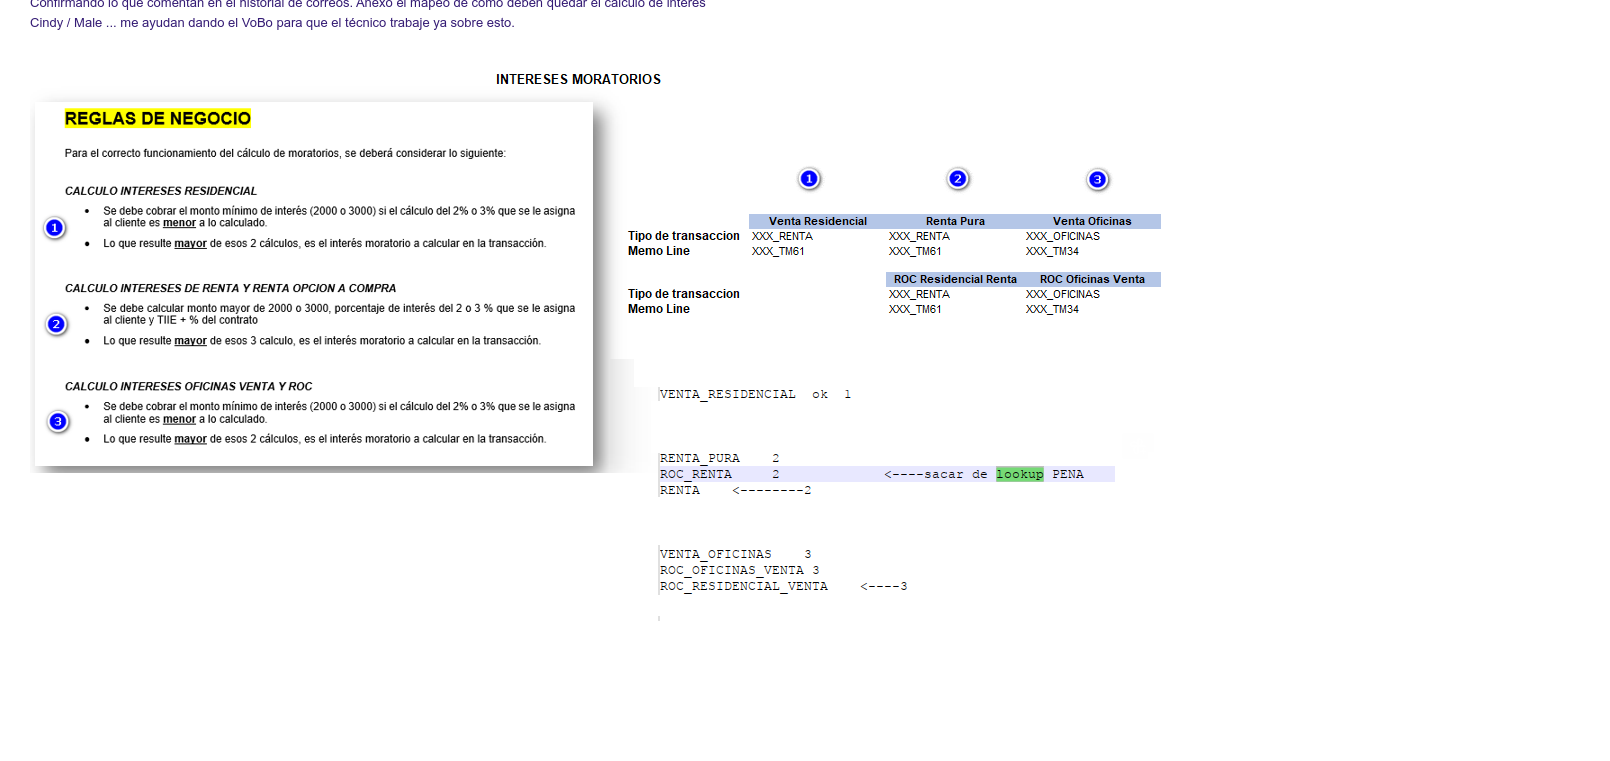 Confirmando lo que comentan en el historial de correos. Anexo el mapeo de como deben quedar el calculo de interes
Cindy / Male ... me ayudan dando el VoBo para que el técnico trabaje ya sobre esto.
INTERESES MORATORIOS
REGLAS DE NEGOCIO
Para el correcto funcionamiento del cálculo de moratorios, se deberá considerar lo siguiente:
CALCULO INTERESES RESIDENCIAL
1
• Se debe cobrar el monto mínimo de interés (2000 o 3000) si el cálculo del 2% o 3% que se le asigna
al cliente es menor a lo calculado.
• Lo que resulte mayor de esos 2 cálculos, es el interés moratorio a calcular en la transacción.
CALCULO INTERESES DE RENTA Y RENTA OPCION A COMPRA
2
• Se debe calcular monto mayor de 2000 o 3000, porcentaje de interés del 2 o 3 % que se le asigna
al cliente y TIIE + % del contrato
• Lo que resulte mayor de esos 3 calculo, es el interés moratorio a calcular en la transacción.
CALCULO INTERESES OFICINAS VENTA Y ROC
3
• Se debe cobrar el monto mínimo de interés (2000 o 3000) si el cálculo del 2% o 3% que se le asigna
al cliente es menor a lo calculado.
• Lo que resulte mayor de esos 2 cálculos, es el interés moratorio a calcular en la transacción.
1 2 3
Venta Residencial Renta Pura Venta Oficinas
Tipo de transaccion XXX_RENTA XXX_RENTA XXX_OFICINAS
Memo Line XXX_TM61 XXX_TM61 XXX_TM34
ROC Residencial Renta ROC Oficinas Venta
Tipo de transaccion XXX_RENTA XXX_OFICINAS
Memo Line XXX_TM61 XXX_TM34
VENTA_RESIDENCIAL ok 1
RENTA_PURA 2
ROC_RENTA 2 <----sacar de lookup PENA
RENTA <--------2
VENTA_OFICINAS 3
ROC_OFICINAS_VENTA 3
ROC_RESIDENCIAL_VENTA <----3